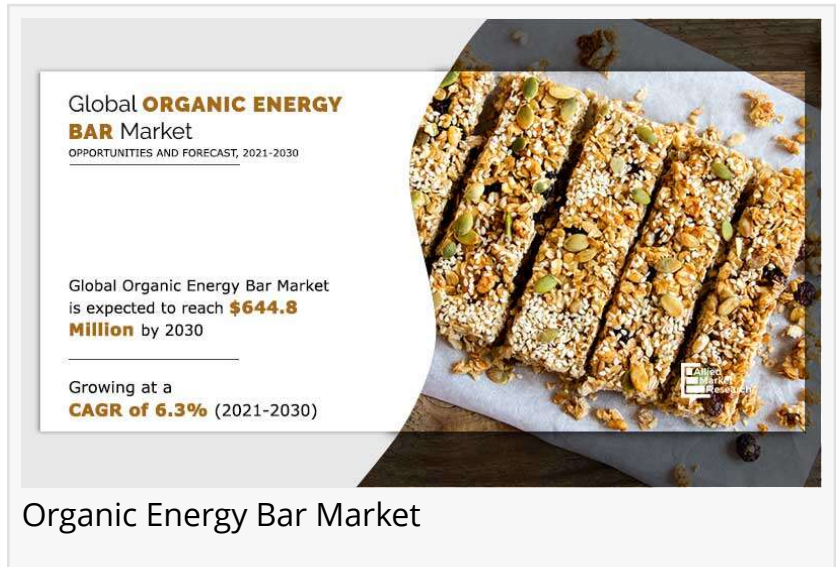 Global ORGANIC ENERGY
BAR Market
OPPORTUNITIES AND FORECAST, 2021-2030
Global Organic Energy Bar Market
is expected to reach $644.8
Million by 2030
Growing at a
CAGR of 6.3% (2021-2030)
Allied
Market
Research
Organic Energy Bar Market